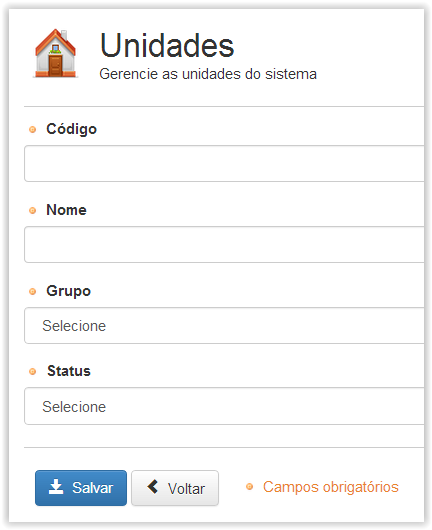 Unidades
Gerencie as unidades do sistema
Código
Nome
Grupo
Selecione
Status
Selecione
Salvar
Voltar
Campos obrigatórios